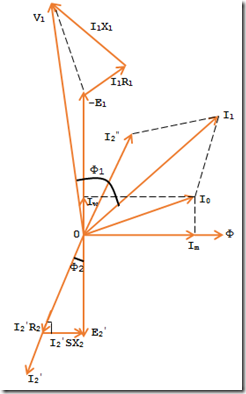 V1
I1X1
I1R1
-E1
I2"
I1
Φ1
Iw
I0
0
Im
Φ
Φ2
I2'R2
E2'
I2'SX2
I2'